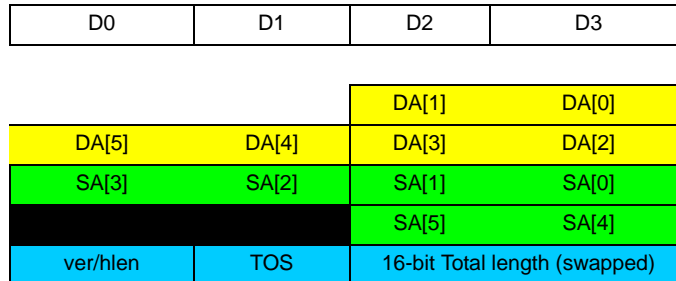 D0 D1 D2 D3
DA[1] DA[0]
DA[5] DA[4] DA[3] DA[2]
SA[3] SA[2] SA[1] SA[0]
SA[5] SA[4]
ver/hlen TOS 16-bit Total length (swapped)